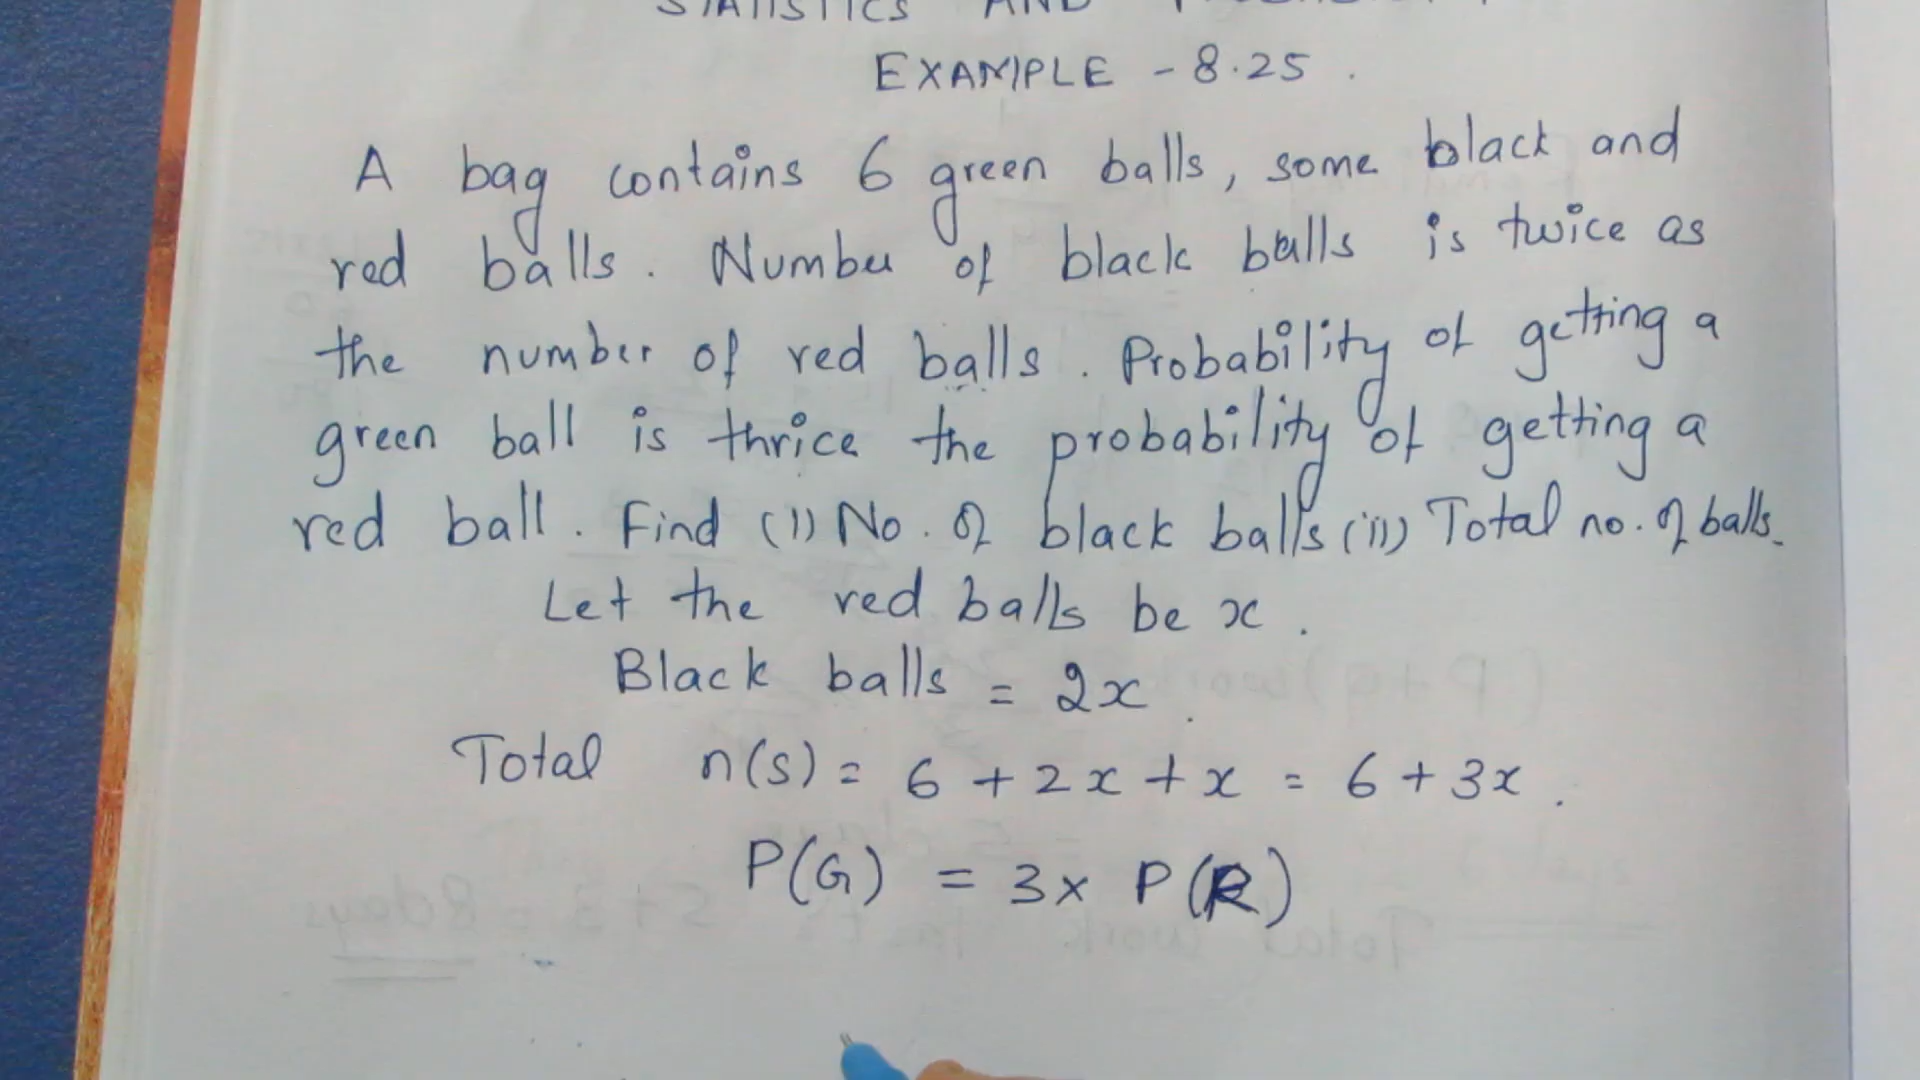 STATISTICS AND
EXAMPLE - 8.25.
A bag contains 6 green balls, some black and
red balls. Number of black balls is twice as
the number of red balls. Probability of getting a
green ball is thrice the probability of getting a
red ball. Find (i) No. of black balls (ii) Total no. of balls.
Let the red balls be x.
Black balls = 2x.
Total n(s) = 6 + 2x + x = 6 + 3x.
P(G) = 3 x P(R)